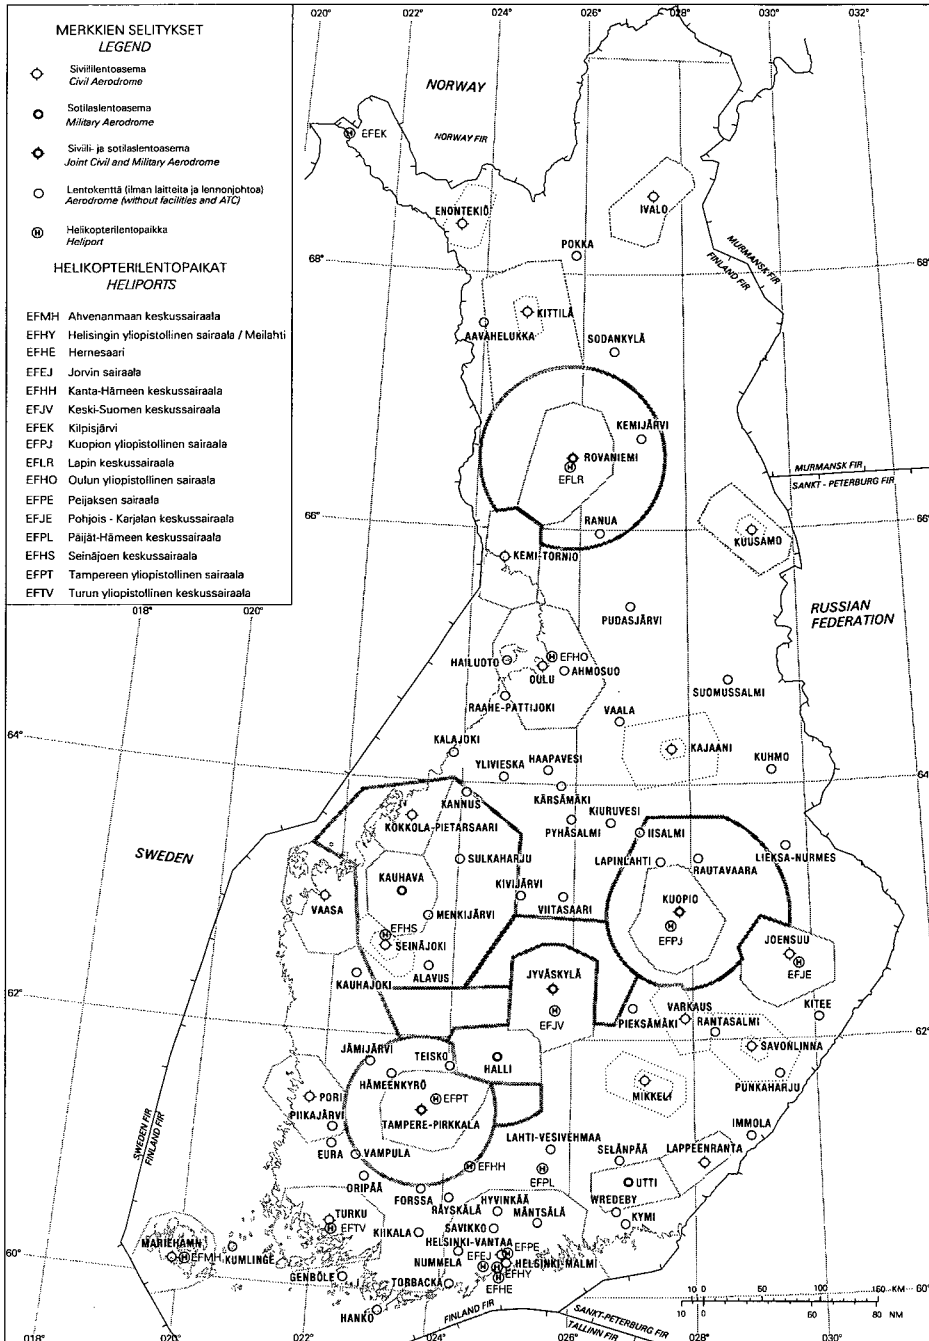 020°
022°
024°
026°
028°
030°
032°
MERKKIEN SELITYKSET
LEGEND
Siviililentoasema
Civil Aerodrome
Sotilaslentoasema
Military Aerodrome
Siviili- ja sotilaslentoasema
Joint Civil and Military Aerodrome
Lentokenttä (ilman laitteita ja lennonjohtoa)
Aerodrome (without facilities and ATC)
H Helikopterilentopaikka
Heliport
HELIKOPTERILENTOPAIKAT
HELIPORTS
EFMH Ahvenanmaan keskussairaala
EFHY Helisingin yliopistollinen sairaala / Meilahti
EFHE Hernesaari
EFEJ Jorvin sairaala
EFHH Kanta-Hämeen keskussairaala
EFJV Keski-Suomen keskussairaala
EFEK Kilpisjärvi
EFPJ Kuopion yliopistollinen sairaala
EFLR Lapin keskussairaala
EFHO Oulun yliopistollinen sairaala
EFPE Peijaksen sairaala
EFJE Pohjois - Karjalan keskussairaala
EFPL Päijät-Hämeen keskussairaala
EFHS Seinäjoen keskussairaala
EFPT Tampereen yliopistollinen sairaala
EFTV Turun yliopistollinen keskussairaala
018°
020°
NORWAY
H EFEK
NORWAY FIR
ENONTEKIÖ
IVALO
POKKA
MURMANSK FIR
FINLAND FIR
68°
68°
KITTILÄ
AAVAHELUKKA
SODANKYLÄ
KEMIJÄRVI
ROVANIEMI
H
EFLR
MURMANSK FIR
SANKT - PETERBURG FIR
66°
66°
RANUA
KUUSAMO
KEMI-TORNIO
PUDASJÄRVI
RUSSIAN
FEDERATION
H EFHO
HAILUOTO
OULU
AHMOSUO
RAAHE-PATTIJOKI
SUOMUSSALMI
VAALA
64°
KALAJOKI
KAJAANI
YLIVIESKA
HAAPAVESI
KUHMO
64°
KANNUS
KÄRSÄMÄKI
KOKKOLA-PIETARSAARI
PYHÄSALMI
KIURUVESI
IISALMI
SWEDEN
SULKAHARJU
LAPINLAHTI
RAUTAVAARA
LIEKSA-NURMES
KAUHAVA
KIVIJÄRVI
VAASA
MENKIJÄRVI
VIITASAARI
KUOPIO
H EFHS
SEINÄJOKI
H
EFPJ
JOENSUU
H
EFJE
KAUHAJOKI
ALAVUS
JYVÄSKYLÄ
62°
H
EFJV
PIEKSÄMÄKI
VARKAUS
RANTASALMI
KITEE
62°
JÄMIJÄRVI
TEISKO
HALLI
SAVONLINNA
HÄMEENKYRÖ
MIKKELI
PUNKAHARJU
PORI
H EFPT
PIIKAJÄRVI
TAMPERE-PIRKKALA
IMMOLA
SWEDEN FIR
FINLAND FIR
EURA
VAMPULA
LAHTI-VESIVEHMAA
H
EFPL
SELÄNPÄÄ
LAPPEENRANTA
H EFHH
ORIPÄÄ
FORSSA
UTTI
RÄYSKÄLÄ
HYVINKÄÄ
WREDEBY
TURKU
H EFTV
KIIKALA
SAVIKKO
MÄNTSÄLÄ
KYMI
60°
MARIEHAMN
H EFMH
KUMLINGE
HELSINKI-VANTAA
H EFPE
NUMMELA
EFEJ
H
HELSINKI-MALMI
60°
GENBÖLE
TORBACKA
H EFHY
H
EFHE
HANKO
FINLAND FIR
SANKT-PETERBURG FIR
TALLINN FIR
10 0 50 100 150 KM
10 0 50 80 NM
018°
020°
022°
024°
026°
028°
030°